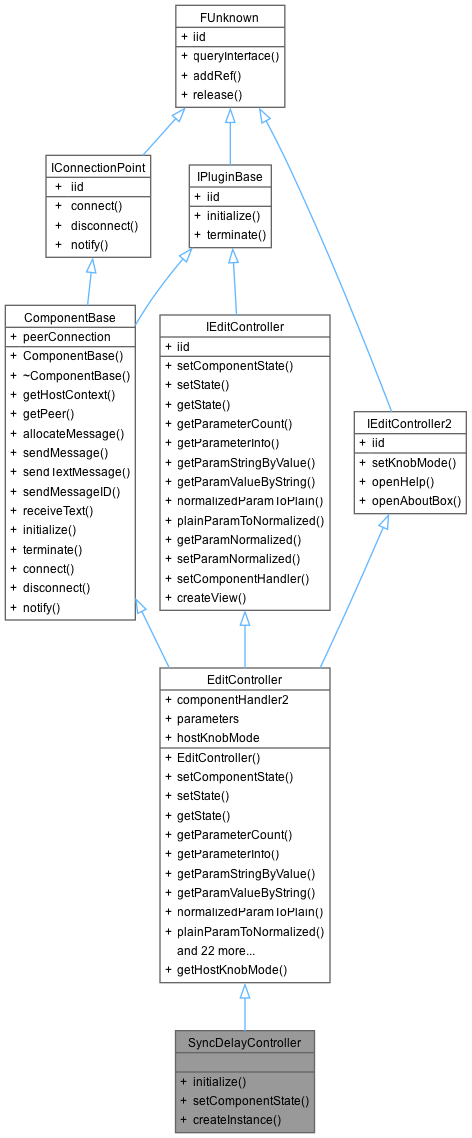 FUnknown
+ iid
+ queryInterface()
+ addRef()
+ release()
IConnectionPoint
+ iid
+ connect()
+ disconnect()
+ notify()
IPluginBase
+ iid
+ initialize()
+ terminate()
ComponentBase
+ peerConnection
+ ComponentBase()
+ ~ComponentBase()
+ getHostContext()
+ getPeer()
+ allocateMessage()
+ sendMessage()
+ sendTextMessage()
+ sendMessageID()
+ receiveText()
+ initialize()
+ terminate()
+ connect()
+ disconnect()
+ notify()
IEditController
+ iid
+ setComponentState()
+ setState()
+ getState()
+ getParameterCount()
+ getParameterInfo()
+ getParamStringByValue()
+ getParamValueByString()
+ normalizedParamToPlain()
+ plainParamToNormalized()
+ getParamNormalized()
+ setParamNormalized()
+ setComponentHandler()
+ createView()
IEditController2
+ iid
+ setKnobMode()
+ openHelp()
+ openAboutBox()
EditController
+ componentHandler2
+ parameters
+ hostKnobMode
+ EditController()
+ setComponentState()
+ setState()
+ getState()
+ getParameterCount()
+ getParameterInfo()
+ getParamStringByValue()
+ getParamValueByString()
+ normalizedParamToPlain()
+ plainParamToNormalized()
and 22 more...
+ getHostKnobMode()
SyncDelayController
+ initialize()
+ setComponentState()
+ createInstance()